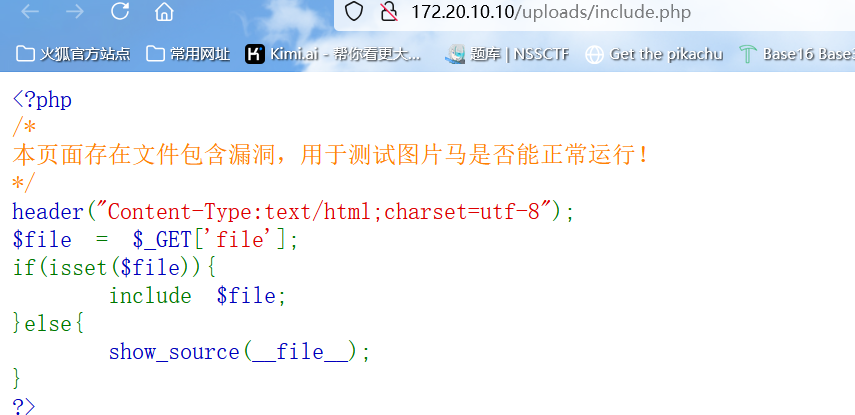 172.20.10.10/uploads/include.php
火狐官方站点 常用网址 Kimi.ai - 帮你看更大... 题库 | NSSCTF Get the pikachu Base16 Base3
<?php
/*
本页面存在文件包含漏洞，用于测试图片马是否能正常运行！
*/
header("Content-Type:text/html;charset=utf-8");
$file = $_GET['file'];
if(isset($file)){
include $file;
}else{
show_source(__file__);
}
?>